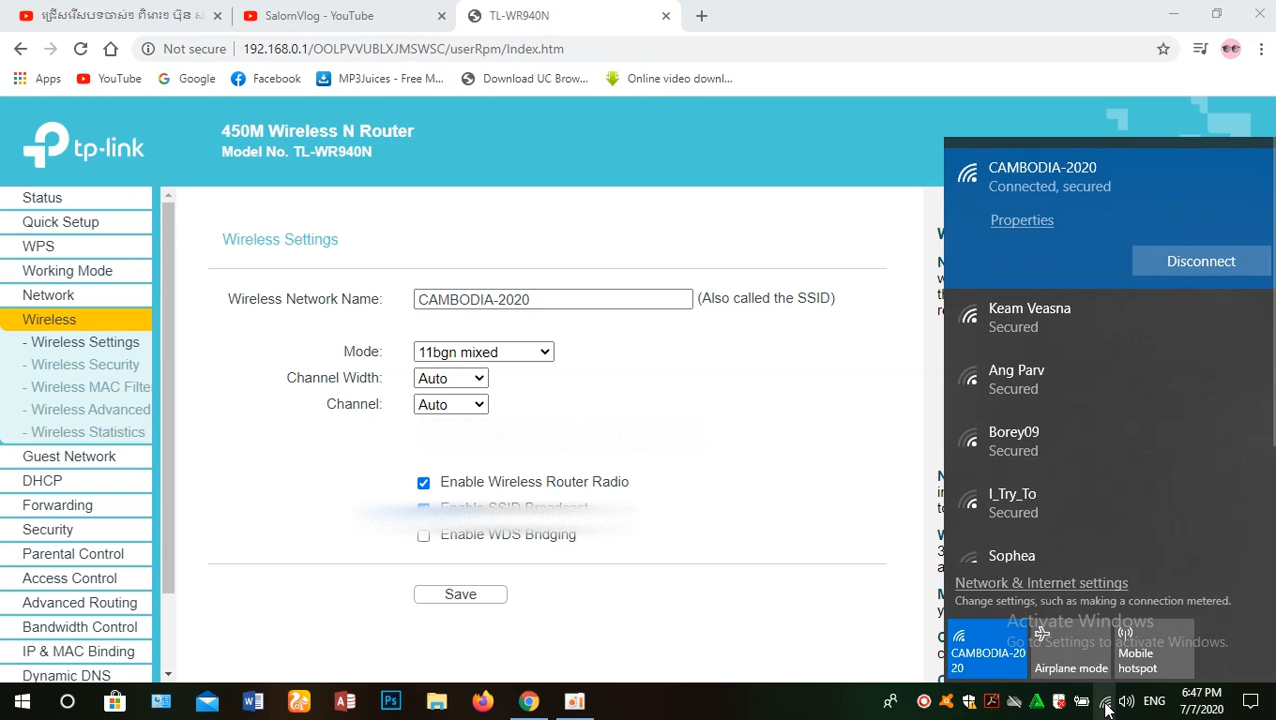 ជ្រើសរើសបទចាស់ៗ ពិរោះៗ ប៊ុន ស
SalornVlog - YouTube
TL-WR940N
Not secure 192.168.0.1/OOLPVVUBLXJMSWSC/userRpm/Index.htm
Apps YouTube Google Facebook MP3Juices - Free M... Download UC Brow... Online video downl...
tp-link
450M Wireless N Router
Model No. TL-WR940N
Status
Quick Setup
WPS
Working Mode
Network
Wireless
- Wireless Settings
- Wireless Security
- Wireless MAC Filte
- Wireless Advanced
- Wireless Statistics
Guest Network
DHCP
Forwarding
Security
Parental Control
Access Control
Advanced Routing
Bandwidth Control
IP & MAC Binding
Dynamic DNS
Wireless Settings
Wireless Network Name: CAMBODIA-2020 (Also called the SSID)
Mode: 11bgn mixed
Channel Width: Auto
Channel: Auto
Enable Wireless Router Radio
Enable SSID Broadcast
Enable WDS Bridging
Save
CAMBODIA-2020
Connected, secured
Properties
Disconnect
Keam Veasna
Secured
Ang Parv
Secured
Borey09
Secured
I_Try_To
Secured
Sophea
Network & Internet settings
Change settings, such as making a connection metered.
Activate Windows
Go to Settings to activate Windows.
CAMBODIA-20
20
Airplane mode
Mobile
hotspot
ENG
6:47 PM
7/7/2020